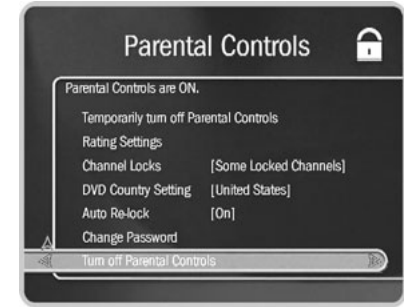 Parental Controls
Parental Controls are ON.
Temporarily turn off Parental Controls
Rating Settings
Channel Locks [Some Locked Channels]
DVD Country Setting [United States]
Auto Re-lock [On]
Change Password
Turn off Parental Controls